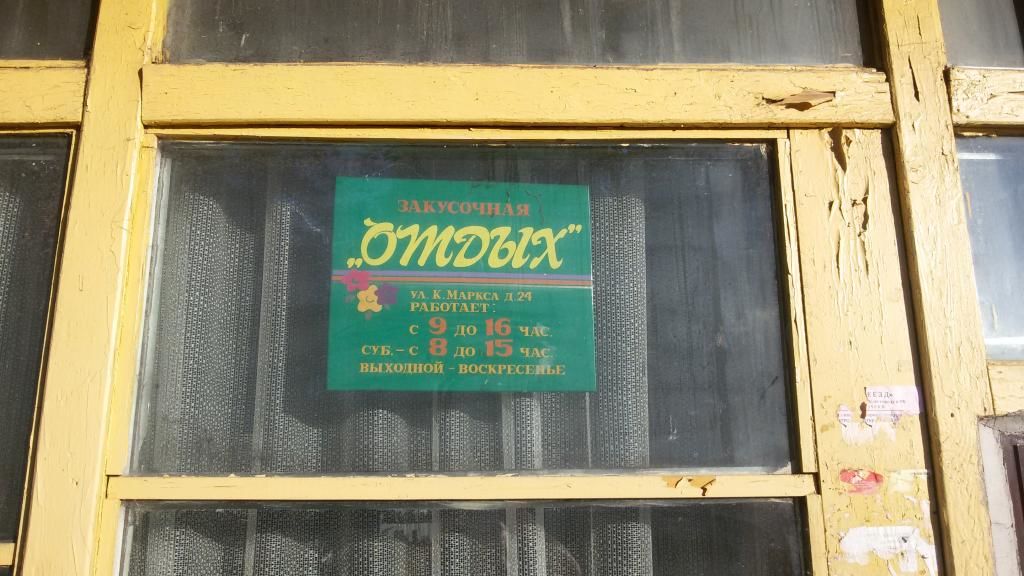 ЗАКУСОЧНАЯ
„ОТДЫХ"
УЛ. К. МАРКСА Д. 24
РАБОТАЕТ:
С 9 ДО 16 ЧАС.
СУБ. – С 8 ДО 15 ЧАС.
ВЫХОДНОЙ – ВОСКРЕСЕНЬЕ